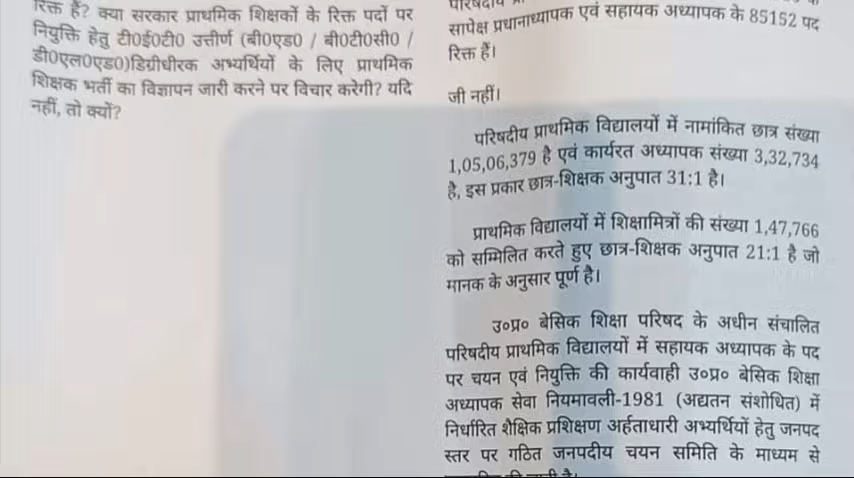 रिक्त हैं? क्या सरकार प्राथमिक शिक्षकों के रिक्त पदों पर
नियुक्ति हेतु टी0ई0टी0 उत्तीर्ण (बी0एड0 / बी0टी0सी0 /
डी0एल0एड0)डिग्रीधीरक अभ्यर्थियों के लिए प्राथमिक
शिक्षक भर्ती का विज्ञापन जारी करने पर विचार करेगी? यदि
नहीं, तो क्यों?
सापेक्ष प्रधानाध्यापक एवं सहायक अध्यापक के 85152 पद
रिक्त हैं।
जी नहीं।
परिषदीय प्राथमिक विद्यालयों में नामांकित छात्र संख्या
1,05,06,379 है एवं कार्यरत अध्यापक संख्या 3,32,734
है, इस प्रकार छात्र-शिक्षक अनुपात 31:1 है।
प्राथमिक विद्यालयों में शिक्षामित्रों की संख्या 1,47,766
को सम्मिलित करते हुए छात्र-शिक्षक अनुपात 21:1 है जो
मानक के अनुसार पूर्ण है।
उ०प्र० बेसिक शिक्षा परिषद के अधीन संचालित
परिषदीय प्राथमिक विद्यालयों में सहायक अध्यापक के पद
पर चयन एवं नियुक्ति की कार्यवाही उ०प्र० बेसिक शिक्षा
अध्यापक सेवा नियमावली-1981 (अद्यतन संशोधित) में
निर्धारित शैक्षिक प्रशिक्षण अर्हताधारी अभ्यर्थियों हेतु जनपद
स्तर पर गठित जनपदीय चयन समिति के माध्यम से